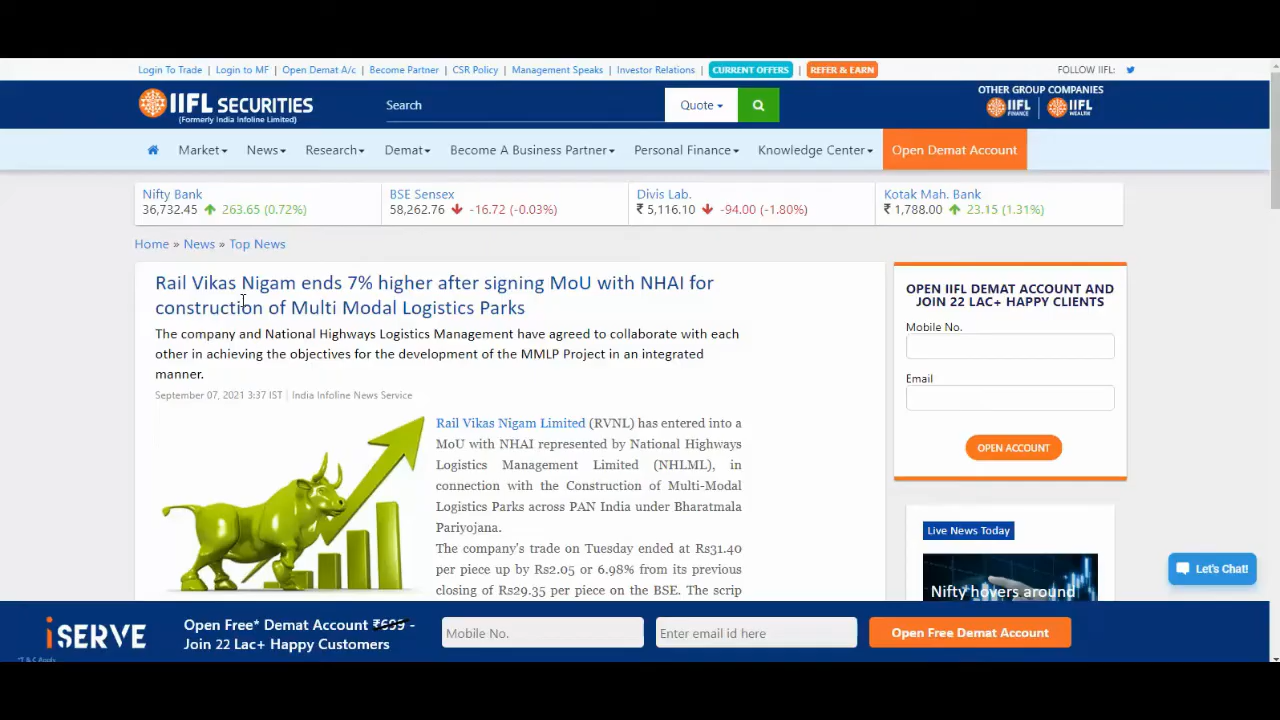 Login To Trade | Login to MF | Open Demat A/c | Become Partner | CSR Policy | Management Speaks | Investor Relations | CURRENT OFFERS | REFER & EARN FOLLOW IIFL:
IIFL SECURITIES
(Formerly India Infoline Limited)
Search Quote
OTHER GROUP COMPANIES
IIFL FINANCE | IIFL WEALTH
Market News Research Demat Become A Business Partner Personal Finance Knowledge Center Open Demat Account
Nifty Bank BSE Sensex Divis Lab. Kotak Mah. Bank
36,732.45 263.65 (0.72%) 58,262.76 -16.72 (-0.03%) ₹ 5,116.10 -94.00 (-1.80%) ₹ 1,788.00 23.15 (1.31%)
Home » News » Top News
Rail Vikas Nigam ends 7% higher after signing MoU with NHAI for
construction of Multi Modal Logistics Parks
The company and National Highways Logistics Management have agreed to collaborate with each
other in achieving the objectives for the development of the MMLP Project in an integrated
manner.
September 07, 2021 3:37 IST | India Infoline News Service
Rail Vikas Nigam Limited (RVNL) has entered into a
MoU with NHAI represented by National Highways
Logistics Management Limited (NHLML), in
connection with the Construction of Multi-Modal
Logistics Parks across PAN India under Bharatmala
Pariyojana.
The company's trade on Tuesday ended at Rs31.40
per piece up by Rs2.05 or 6.98% from its previous
closing of Rs29.35 per piece on the BSE. The scrip
OPEN IIFL DEMAT ACCOUNT AND
JOIN 22 LAC+ HAPPY CLIENTS
Mobile No.
Email
OPEN ACCOUNT
Live News Today
Nifty hovers around
Let's Chat!
iSERVE
Open Free* Demat Account ₹699 -
Join 22 Lac+ Happy Customers
Mobile No. Enter email id here Open Free Demat Account